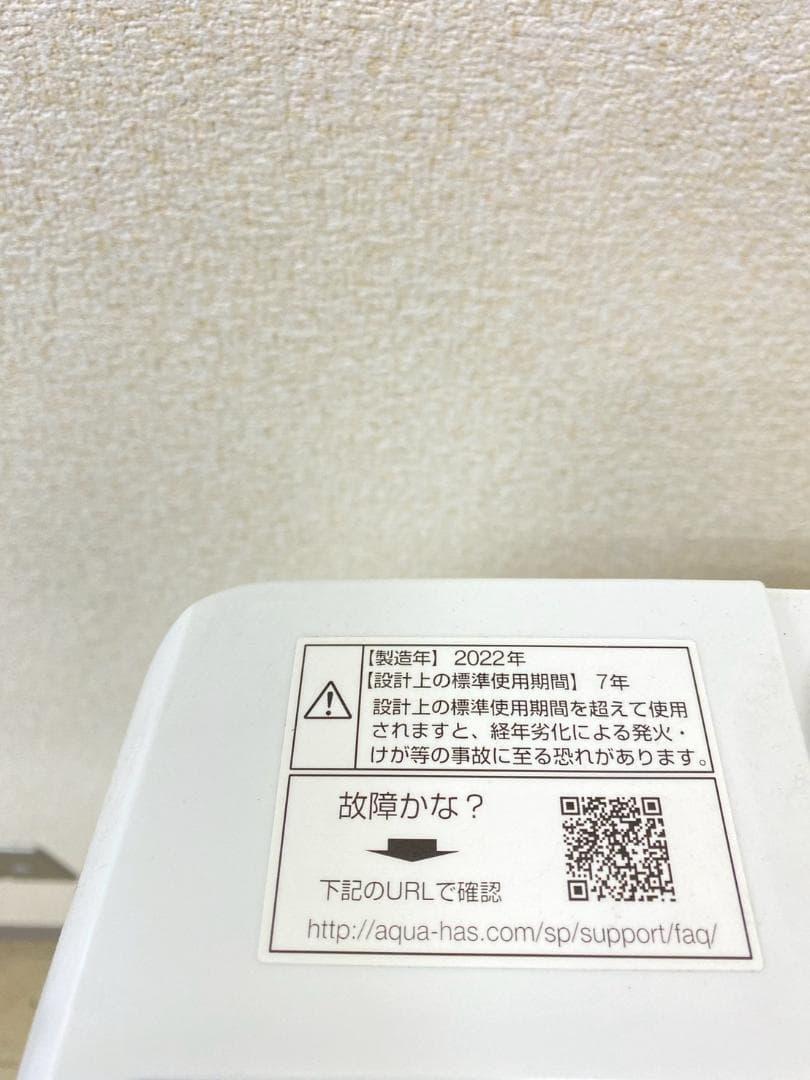 【製造年】 2022年
【設計上の標準使用期間】 7年
設計上の標準使用期間を超えて使用
されますと、経年劣化による発火・
けが等の事故に至る恐れがあります。
故障かな？
下記のURLで確認
http://aqua-has.com/sp/support/faq/